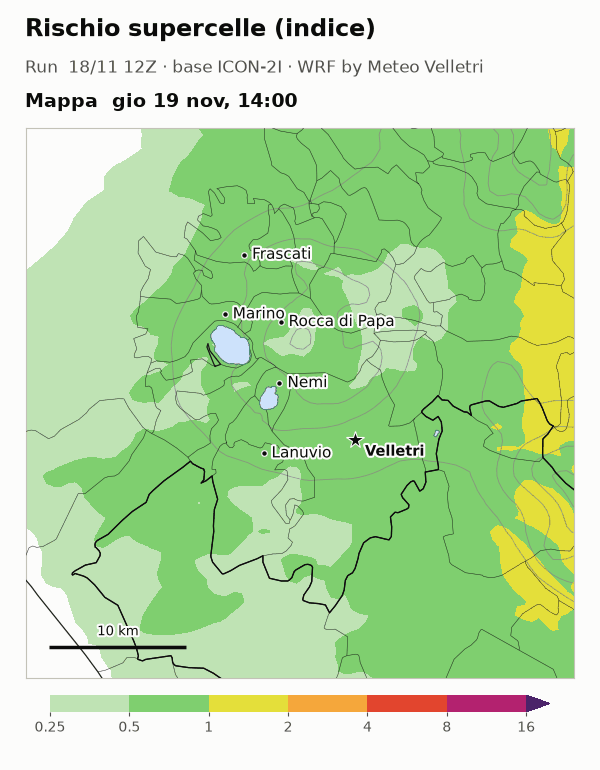 Rischio supercelle (indice)
Run 18/11 12Z · base ICON-2I · WRF by Meteo Velletri
Mappa gio 19 nov, 14:00
Frascati
Marino
Rocca di Papa
Nemi
Velletri
Lanuvio
10 km
0.25 0.5 1 2 4 8 16